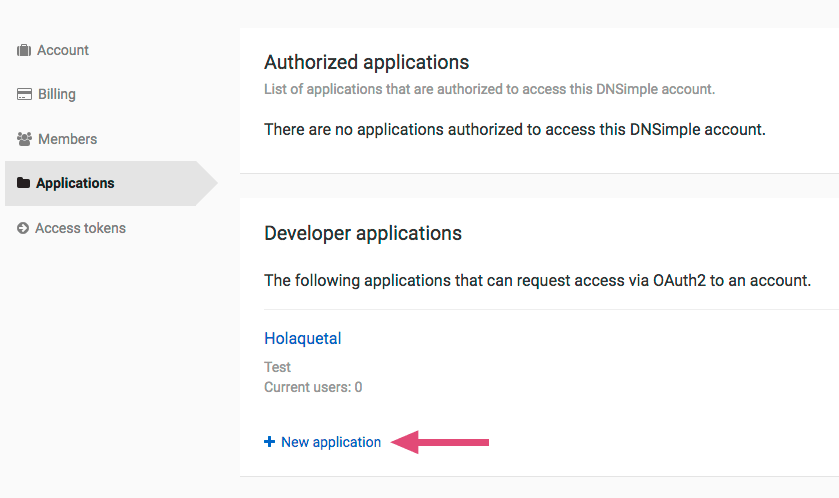 Account
Billing
Members
Applications
Access tokens
Authorized applications
List of applications that are authorized to access this DNSimple account.
There are no applications authorized to access this DNSimple account.
Developer applications
The following applications that can request access via OAuth2 to an account.
Holaquetal
Test
Current users: 0
+ New application